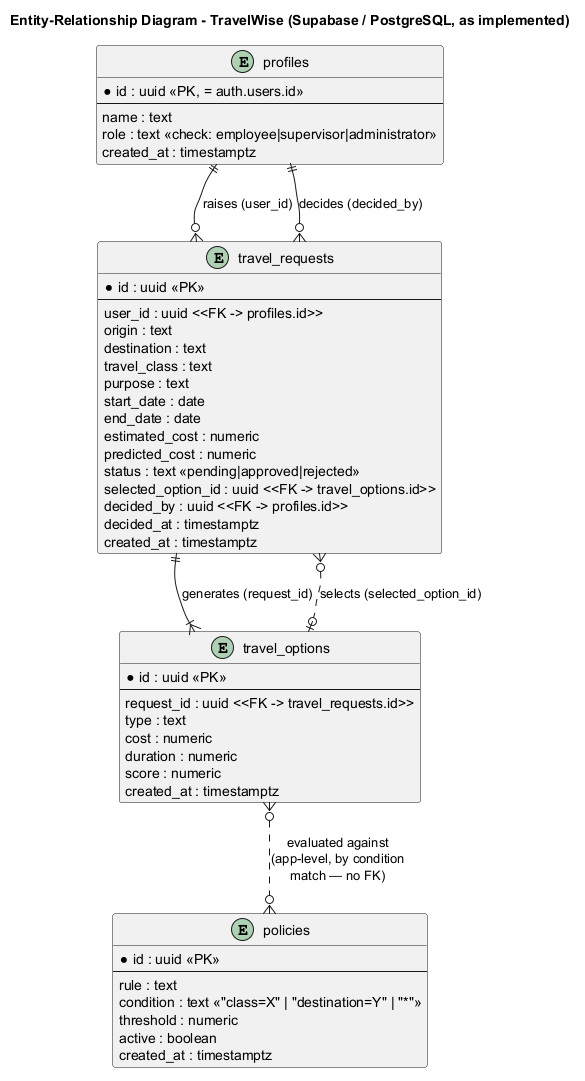 Entity-Relationship Diagram - TravelWise (Supabase / PostgreSQL, as implemented)
E profiles
● id : uuid «PK, = auth.users.id»
name : text
role : text «check: employee|supervisor|administrator»
created_at : timestamptz
raises (user_id) decides (decided_by)
E travel_requests
● id : uuid «PK»
user_id : uuid <<FK -> profiles.id>>
origin : text
destination : text
travel_class : text
purpose : text
start_date : date
end_date : date
estimated_cost : numeric
predicted_cost : numeric
status : text «pending|approved|rejected»
selected_option_id : uuid <<FK -> travel_options.id>>
decided_by : uuid <<FK -> profiles.id>>
decided_at : timestamptz
created_at : timestamptz
generates (request_id) selects (selected_option_id)
E travel_options
● id : uuid «PK»
request_id : uuid <<FK -> travel_requests.id>>
type : text
cost : numeric
duration : numeric
score : numeric
created_at : timestamptz
evaluated against
(app-level, by condition
match — no FK)
E policies
● id : uuid «PK»
rule : text
condition : text «"class=X" | "destination=Y" | "*"»
threshold : numeric
active : boolean
created_at : timestamptz